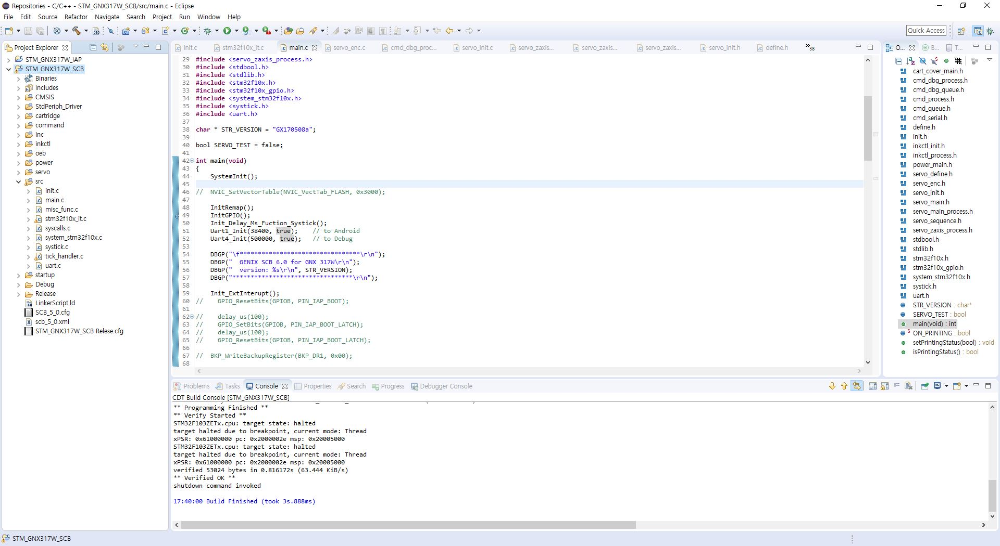 Repositories - C/C++ - STM_GNX317W_SCB/src/main.c - Eclipse
File Edit Source Refactor Navigate Search Project Run Window Help
Quick Access
Project Explorer
STM_GNX317W_IAP
STM_GNX317W_SCB
Binaries
Includes
CMSIS
StdPeriph_Driver
cartridge
command
inc
inkctl
oeb
power
servo
src
init.c
main.c
misc_func.c
stm32f10x_it.c
syscalls.c
system_stm32f10x.c
systick.c
tick_handler.c
uart.c
startup
Debug
Release
LinkerScript.ld
SCB_5_0.cfg
scb_5_0.xml
STM_GNX317W_SCB Relese.cfg
init.c stm32f10x_it.c main.c servo_enc.c cmd_dbg_proc... servo_init.c servo_zaxis... servo_zaxis... servo_zaxis... servo_init.h define.h »38
29 #include <servo_zaxis_process.h>
30 #include <stdbool.h>
31 #include <stdlib.h>
32 #include <stm32f10x.h>
33 #include <stm32f10x_gpio.h>
34 #include <system_stm32f10x.h>
35 #include <systick.h>
36 #include <uart.h>
37
38 char * STR_VERSION = "GX170508a";
39
40 bool SERVO_TEST = false;
41
42 int main(void)
43 {
44 SystemInit();
45
46 // NVIC_SetVectorTable(NVIC_VectTab_FLASH, 0x3000);
47
48 InitRemap();
49 InitGPIO();
50 Init_Delay_Ms_Fuction_Systick();
51 Uart1_Init(38400, true); // to Android
52 Uart4_Init(500000, true); // to Debug
53
54 DBGP("\f*********************************\r\n");
55 DBGP("  GENIX SCB 6.0 for GNX 317W\r\n");
56 DBGP("  version: %s\r\n", STR_VERSION);
57 DBGP("*********************************\r\n");
58
59 Init_ExtInterupt();
60 // GPIO_ResetBits(GPIOB, PIN_IAP_BOOT);
61
62 // delay_us(100);
63 // GPIO_SetBits(GPIOB, PIN_IAP_BOOT_LATCH);
64 // delay_us(100);
65 // GPIO_ResetBits(GPIOB, PIN_IAP_BOOT_LATCH);
66
67 // BKP_WriteBackupRegister(BKP_DR1, 0x00);
68
O... B... T...
cart_cover_main.h
cmd_dbg_process.h
cmd_dbg_queue.h
cmd_process.h
cmd_queue.h
cmd_serial.h
define.h
init.h
inkctl_init.h
inkctl_process.h
power_main.h
servo_define.h
servo_enc.h
servo_init.h
servo_main.h
servo_main_process.h
servo_sequence.h
servo_zaxis_process.h
stdbool.h
stdlib.h
stm32f10x.h
stm32f10x_gpio.h
system_stm32f10x.h
systick.h
uart.h
STR_VERSION : char*
SERVO_TEST : bool
main(void) : int
ON_PRINTING : bool
setPrintingStatus(bool) : void
isPrintingStatus() : bool
Problems Tasks Console Properties Search Progress Debugger Console
CDT Build Console [STM_GNX317W_SCB]
** Programming Finished **
** Verify Started **
STM32F103ZETx.cpu: target state: halted
target halted due to breakpoint, current mode: Thread
xPSR: 0x61000000 pc: 0x2000002e msp: 0x20005000
STM32F103ZETx.cpu: target state: halted
target halted due to breakpoint, current mode: Thread
xPSR: 0x61000000 pc: 0x2000002e msp: 0x20005000
verified 53024 bytes in 0.816172s (63.444 KiB/s)
** Verified OK **
shutdown command invoked
17:40:00 Build Finished (took 3s.888ms)
STM_GNX317W_SCB